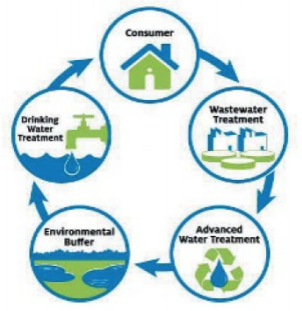 Consumer
Wastewater
Treatment
Advanced
Water Treatment
Environmental
Buffer
Drinking
Water
Treatment